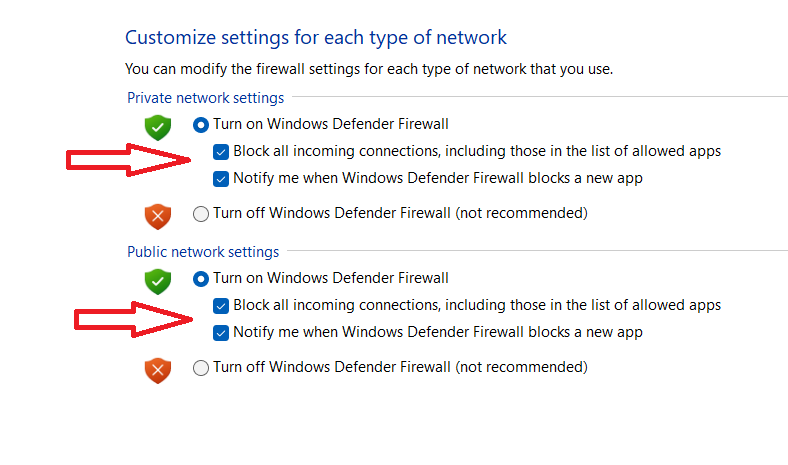 Customize settings for each type of network
You can modify the firewall settings for each type of network that you use.
Private network settings
Turn on Windows Defender Firewall
Block all incoming connections, including those in the list of allowed apps
Notify me when Windows Defender Firewall blocks a new app
Turn off Windows Defender Firewall (not recommended)
Public network settings
Turn on Windows Defender Firewall
Block all incoming connections, including those in the list of allowed apps
Notify me when Windows Defender Firewall blocks a new app
Turn off Windows Defender Firewall (not recommended)